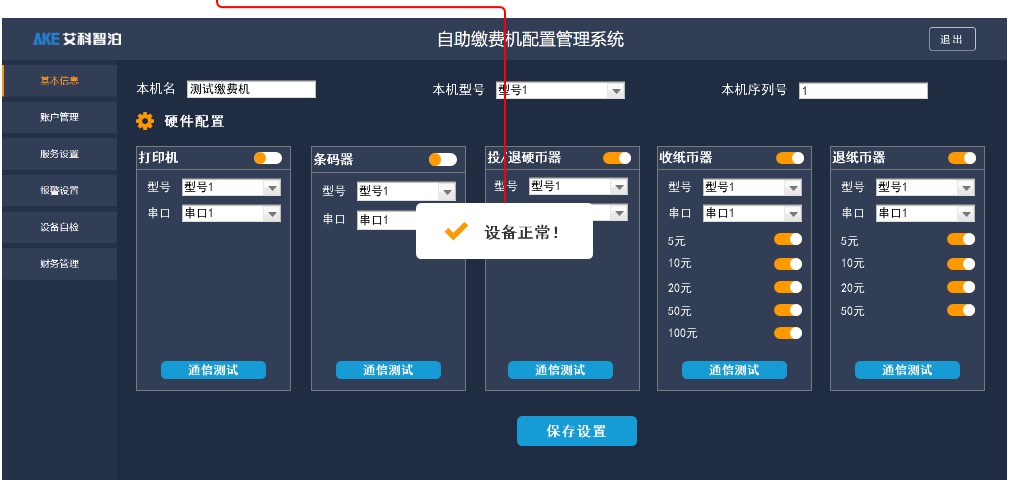 AKE 艾科智泊
自助缴费机配置管理系统
退出
基本信息
账户管理
服务设置
报警设置
设备自检
财务管理
本机名 测试缴费机
本机型号 型号1
本机序列号 1
硬件配置
打印机
型号 型号1
串口 串口1
通信测试
条码器
型号 型号1
串口 串口1
通信测试
投/退硬币器
型号 型号1
通信测试
设备正常!
收纸币器
型号 型号1
串口 串口1
5元
10元
20元
50元
100元
通信测试
退纸币器
型号 型号1
串口 串口1
5元
10元
20元
50元
通信测试
保存设置